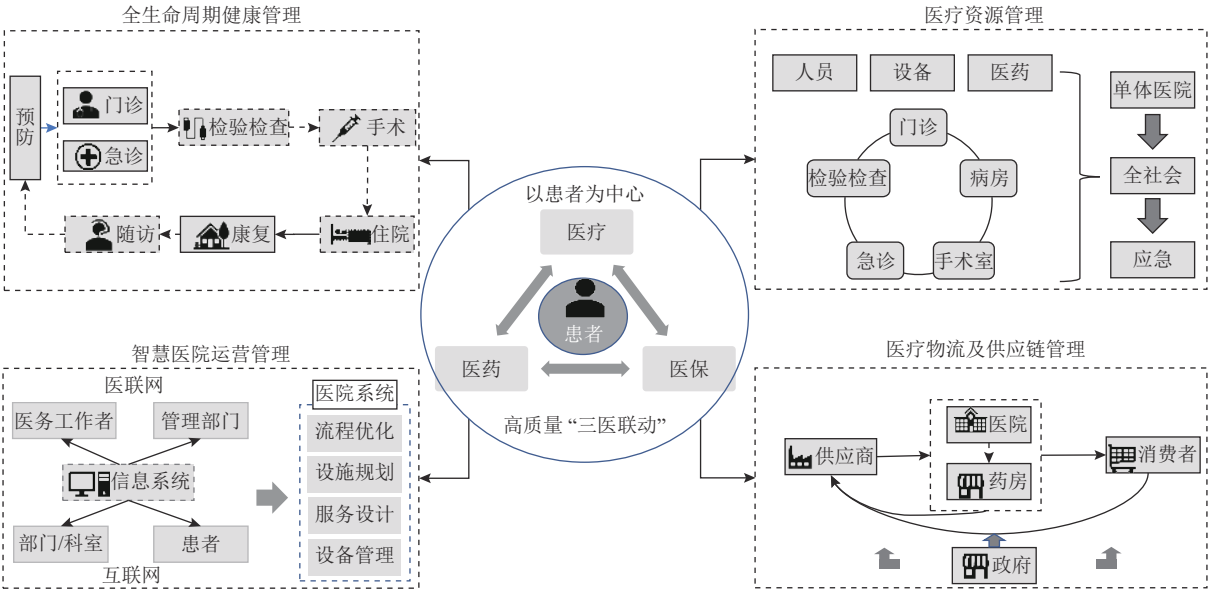 全生命周期健康管理
预防
门诊
急诊
检验检查
手术
随访
康复
住院
医疗资源管理
人员
设备
医药
门诊
检验检查
病房
急诊
手术室
单体医院
全社会
应急
以患者为中心
医疗
患者
医药
医保
高质量“三医联动”
智慧医院运营管理
医联网
医务工作者
管理部门
信息系统
部门/科室
患者
互联网
医院系统
流程优化
设施规划
服务设计
设备管理
医疗物流及供应链管理
供应商
医院
药房
消费者
政府